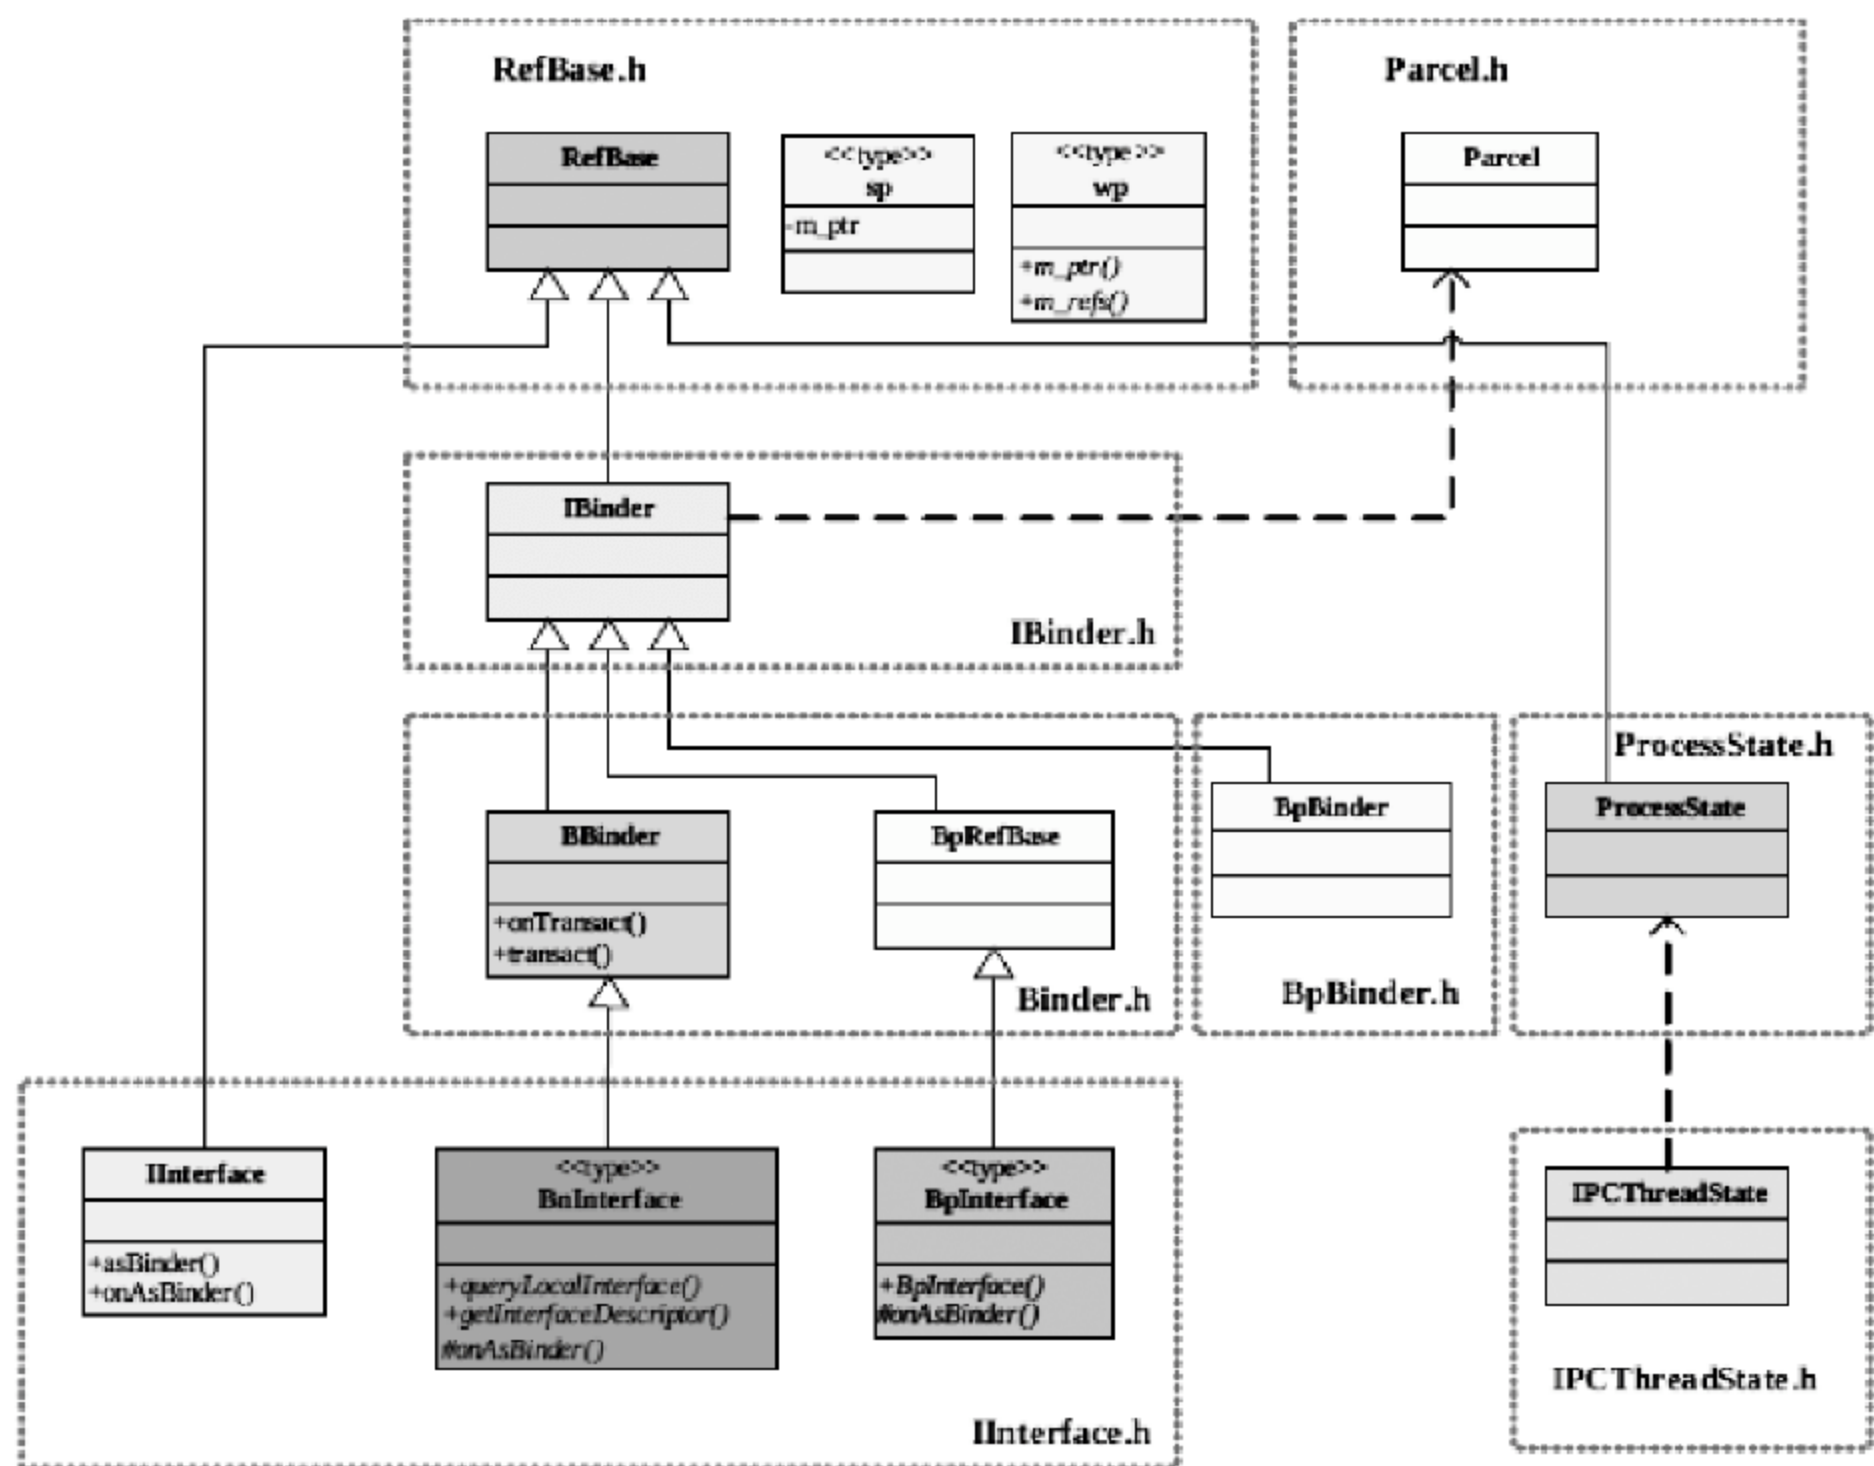 RefBase.h
Parcel.h
RefBase
<<type>>
sp
-m_ptr
<<type>>
wp
+m_ptr()
+m_refs()
Parcel
IBinder
IBinder.h
BBinder
+onTransact()
+transact()
BpRefBase
Binder.h
BpBinder
BpBinder.h
ProcessState.h
ProcessState
IInterface
+asBinder()
+onAsBinder()
<<type>>
BnInterface
+queryLocalInterface()
+getInterfaceDescriptor()
#onAsBinder()
<<type>>
BpInterface
+BpInterface()
#onAsBinder()
IInterface.h
IPCThreadState
IPCThreadState.h